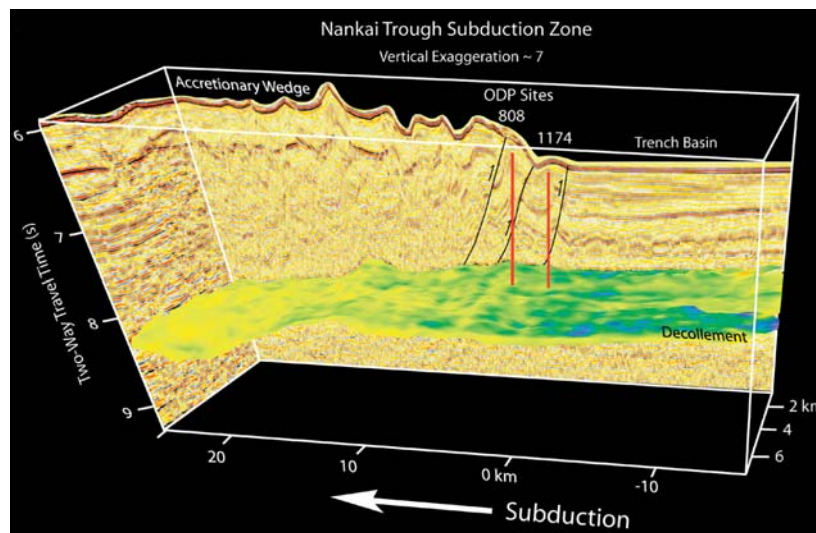 Nankai Trough Subduction Zone
Vertical Exaggeration ~ 7
Accretionary Wedge
ODP Sites
808
1174
Trench Basin
6
7
Two-Way Travel Time (s)
8
9
Decollement
2 km
4
6
20
10
0 km
-10
Subduction